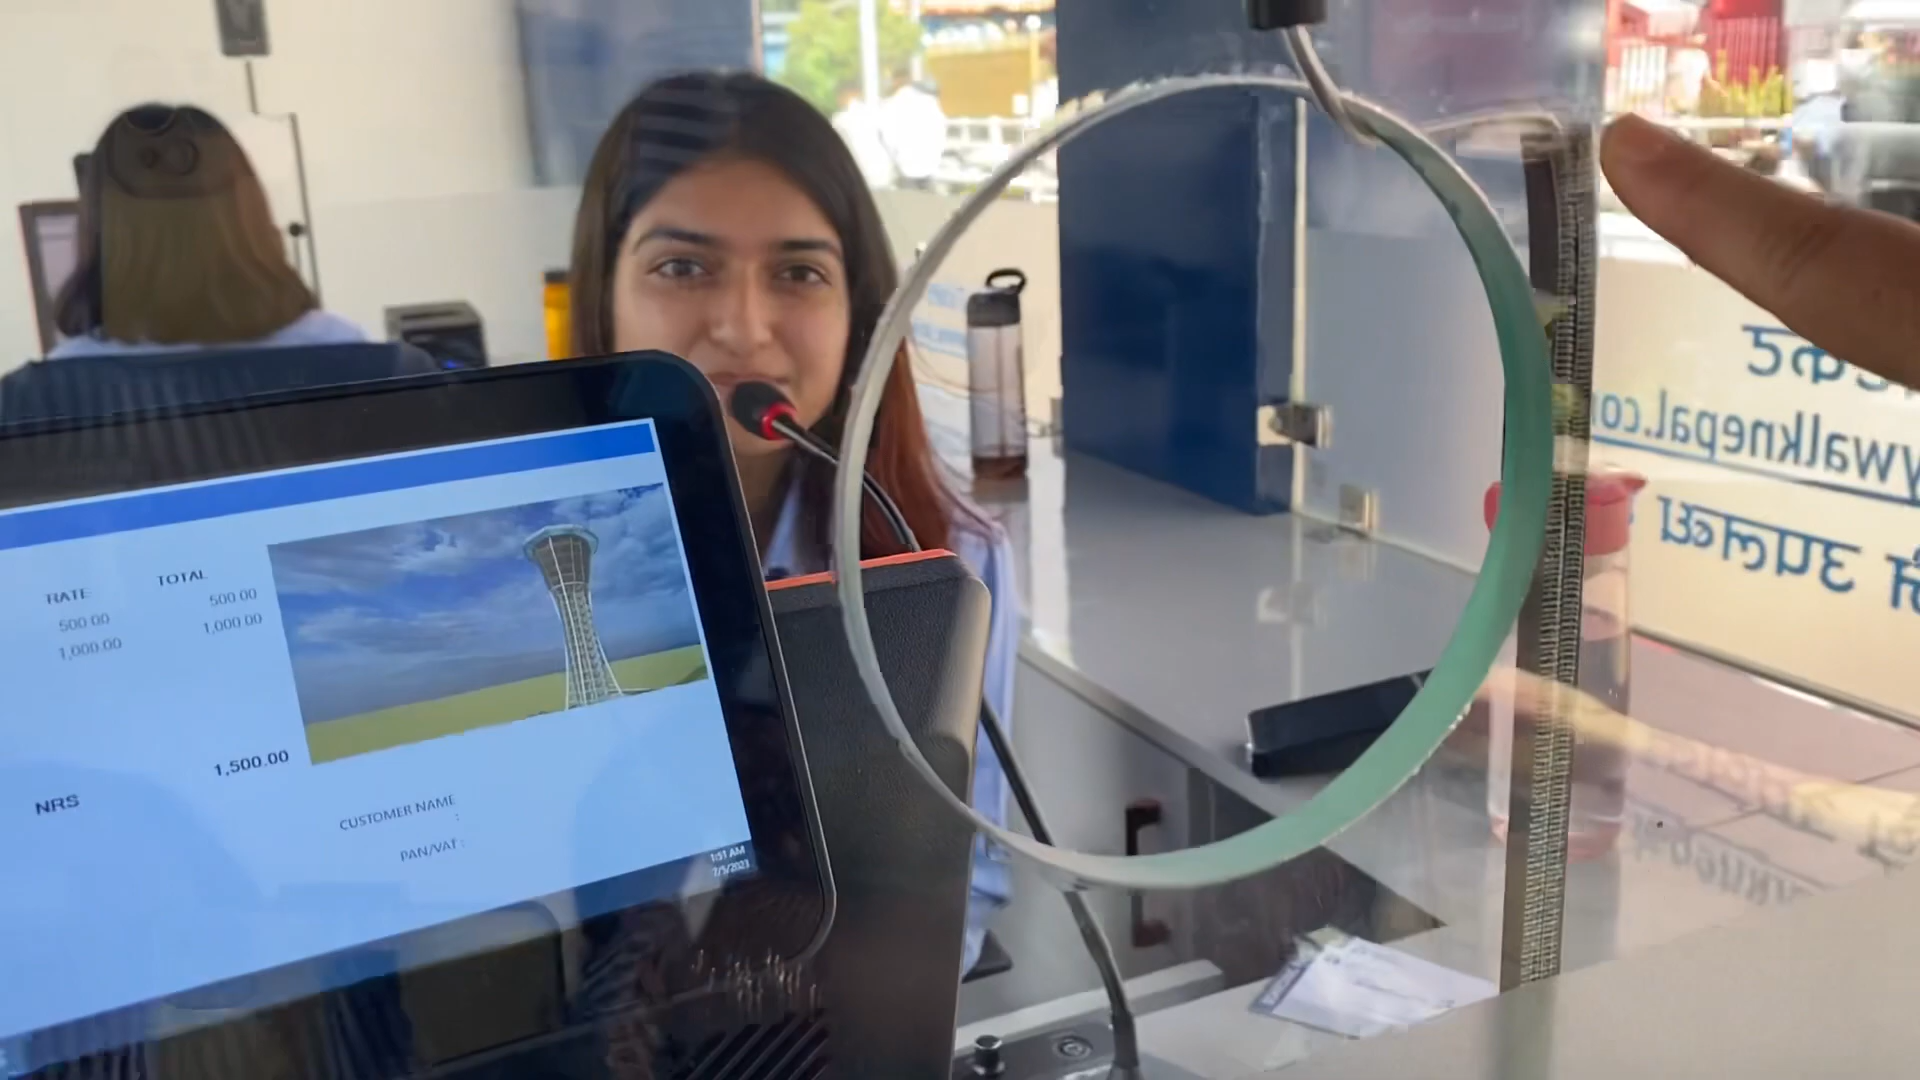 RATE TOTAL
500.00 500.00
1,000.00 1,000.00
1,500.00
NRS
CUSTOMER NAME
:
PAN/VAT :
1:51 AM
7/5/2023
ywalknepal.co
उपलब्ध